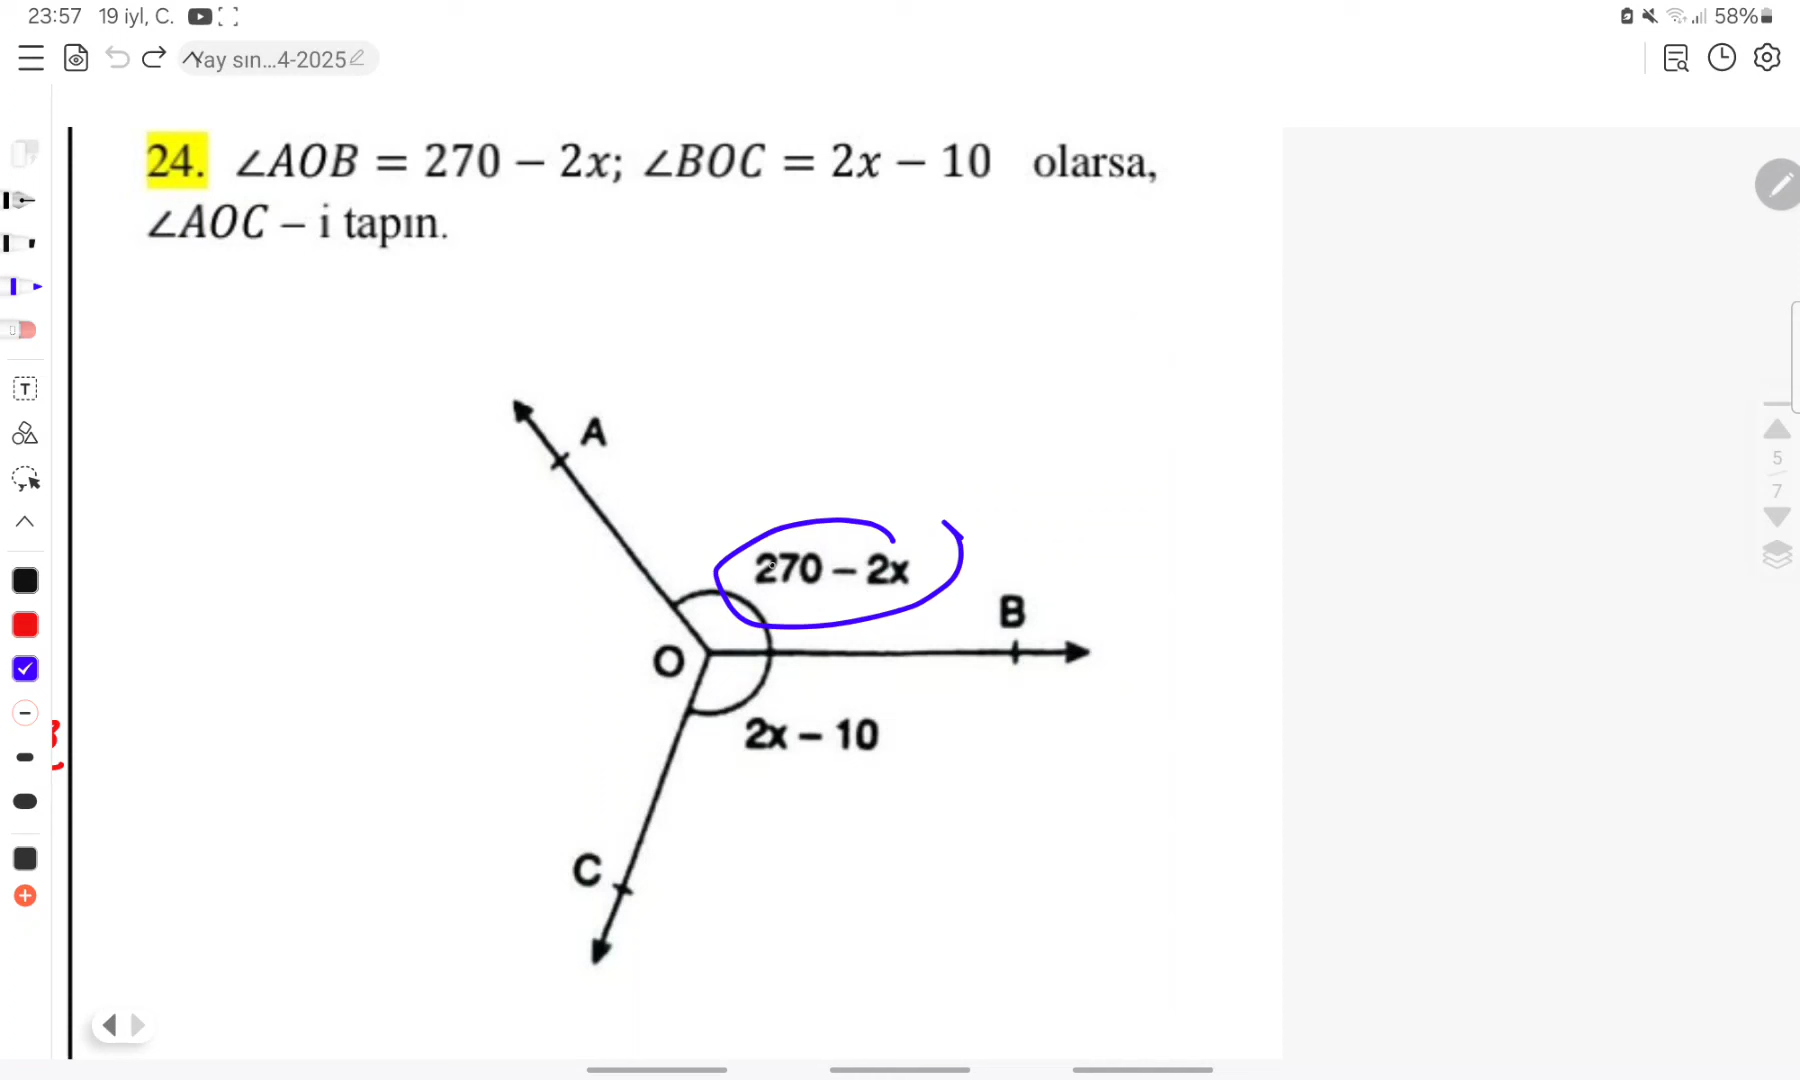 23:57 19 iyl, C. 58%
Yay sın...4-2025
24. ∠AOB = 270 − 2x; ∠BOC = 2x − 10 olarsa,
∠AOC – i tapın.
A
270 − 2x
B
O
2x − 10
C
T
5
7